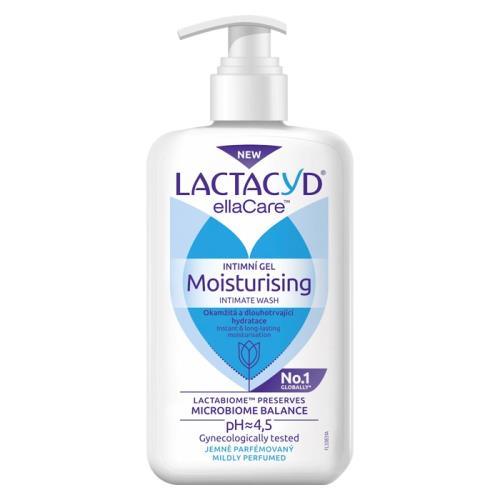 NEW
LACTACYD®
ellaCare™
INTIMNÍ GEL
Moisturising
INTIMATE WASH
Okamžitá a dlouhotrvající
hydratace
Instant & long-lasting
moisturisation
No.1
GLOBALLY*
LACTABIOME™ PRESERVES
MICROBIOME BALANCE
pH≈4,5
Gynecologically tested
JEMNĚ PARFÉMOVANÝ
MILDLY PERFUMED